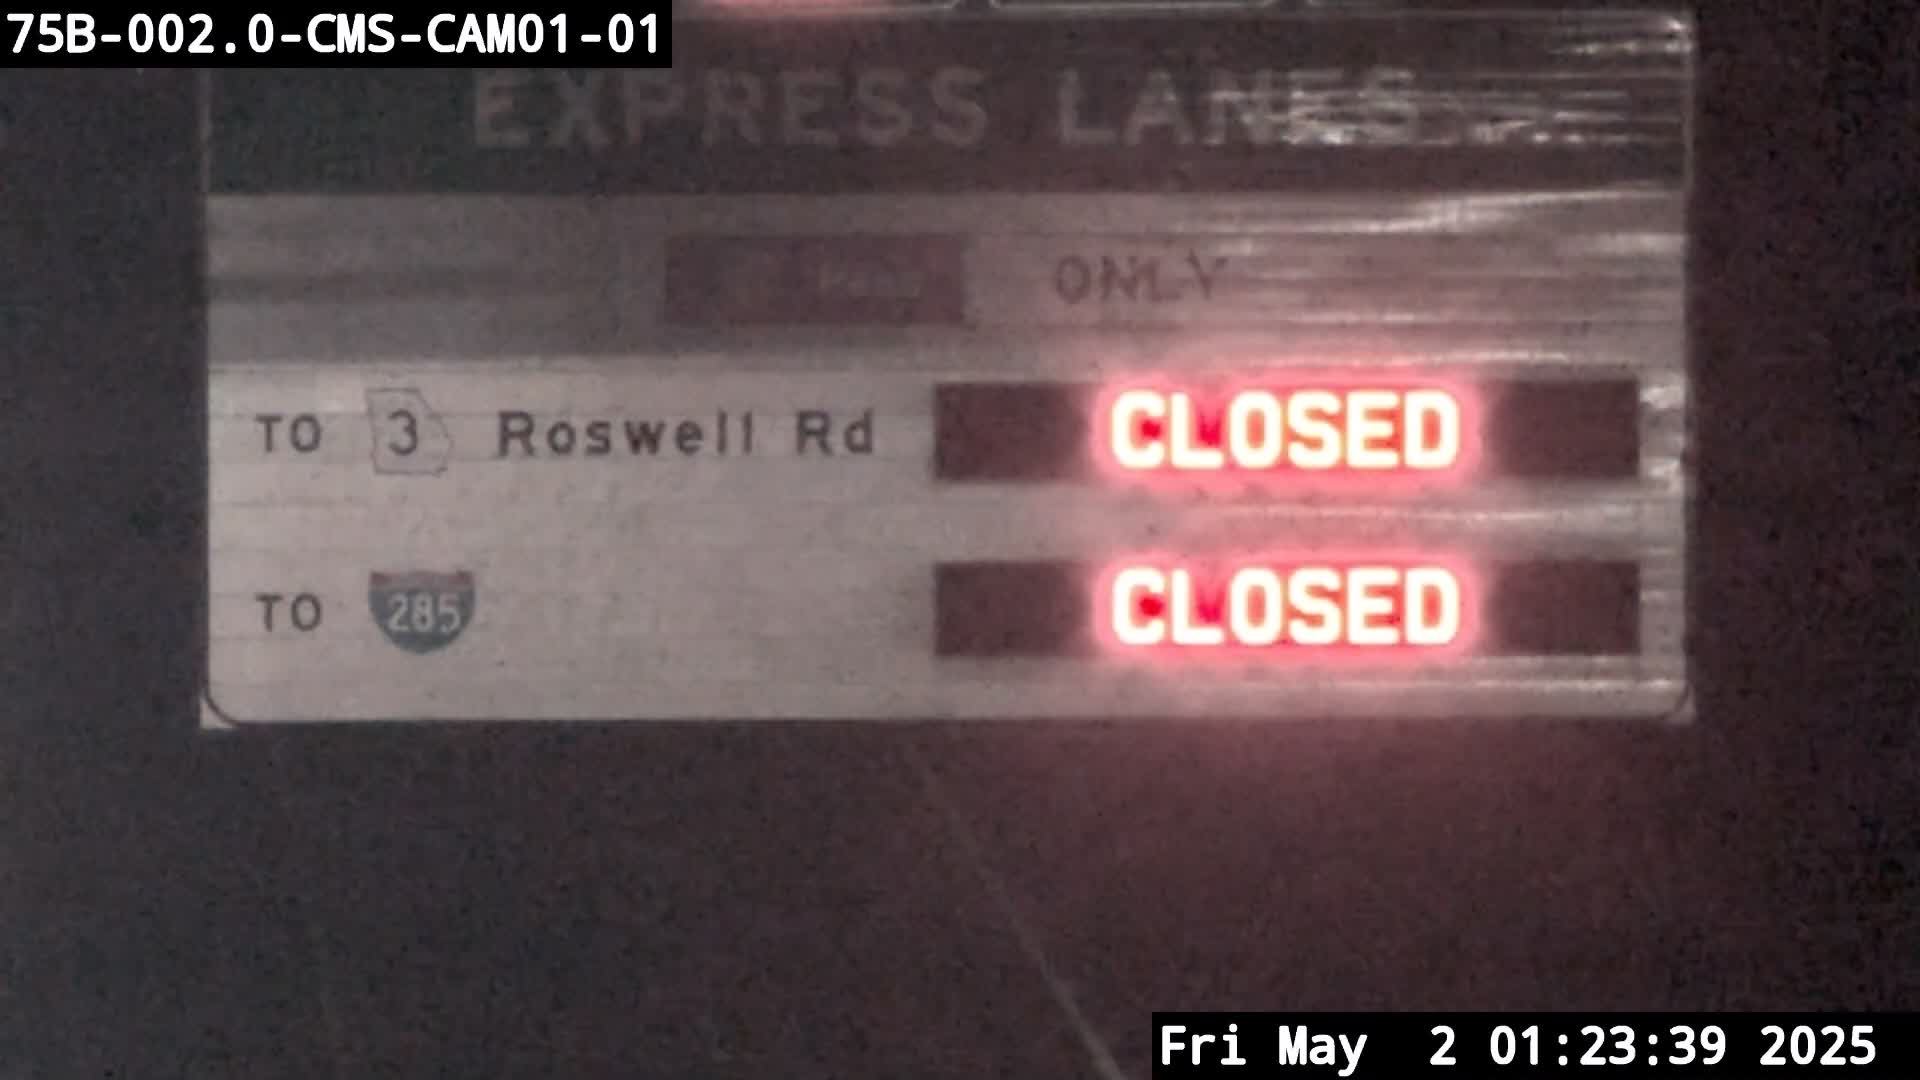 75B-002.0-CMS-CAM01-01
EXPRESS LANES
ONLY
TO 3 Roswell Rd CLOSED
TO 285 CLOSED
Fri May 2 01:23:39 2025